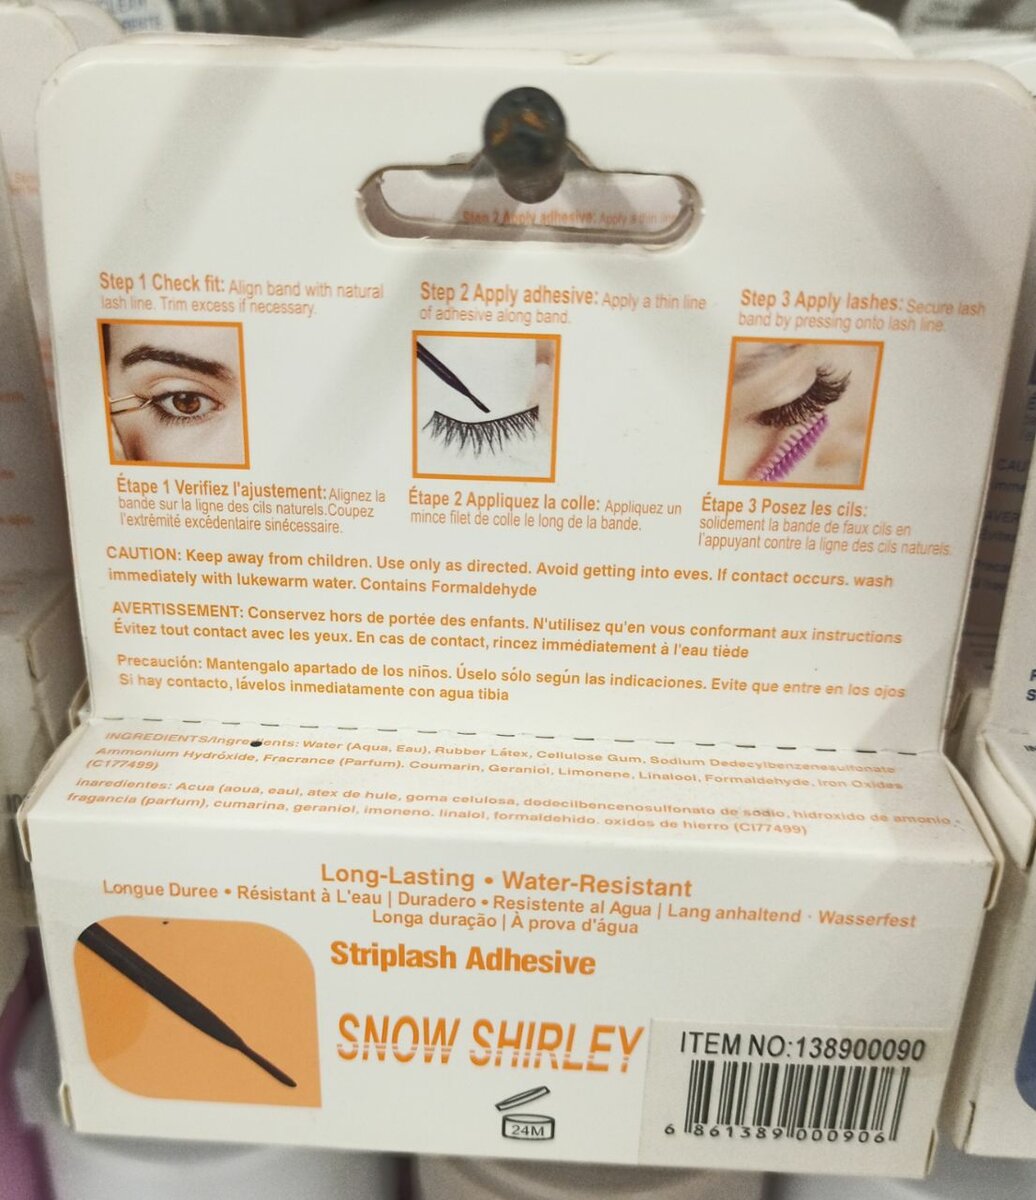 Step 2 Apply adhesive: Apply a thin line
Step 1 Check fit: Align band with natural
lash line. Trim excess if necessary.
Step 2 Apply adhesive: Apply a thin line
of adhesive along band.
Step 3 Apply lashes: Secure lash
band by pressing onto lash line.
Étape 1 Verifiez l'ajustement: Alignez la
bande sur la ligne des cils naturels.Coupez
l'extrémité excédentaire sinécessaire.
Étape 2 Appliquez la colle: Appliquez un
mince filet de colle le long de la bande.
Étape 3 Posez les cils:
solidement la bande de faux cils en
l'appuyant contre la ligne des cils naturels.
CAUTION: Keep away from children. Use only as directed. Avoid getting into eves. If contact occurs. wash
immediately with lukewarm water. Contains Formaldehyde
AVERTISSEMENT: Conservez hors de portée des enfants. N'utilisez qu'en vous conformant aux instructions
Évitez tout contact avec les yeux. En cas de contact, rincez immédiatement à l'eau tiède
Precaución: Mantengalo apartado de los niños. Úselo sólo según las indicaciones. Evite que entre en los ojos
Si hay contacto, lávelos inmediatamente con agua tibia
INGREDIENTS/Ingredients: Water (Aqua, Eau), Rubber Látex, Cellulose Gum, Sodium Dedecylbenzenesulfonate
Ammonium Hydróxide, Fracrance (Parfum). Coumarin, Geraniol, Limonene, Linalool, Formaldehyde, Iron Oxides
(C177499)
inaredientes: Acua (aoua, eaul, atex de hule, goma celulosa, dodecilbencenosulfonato de sodio, hidroxido de amonio
fragancia (parfum), cumarina, geraniol, imoneno. linalol, formaldehido. oxidos de hierro (CI77499)
Long-Lasting • Water-Resistant
Longue Duree • Résistant à L'eau | Duradero • Resistente al Agua | Lang anhaltend · Wasserfest
Longa duração | À prova d'água
Striplash Adhesive
SNOW SHIRLEY
24M
ITEM NO:138900090
6 861389 000906